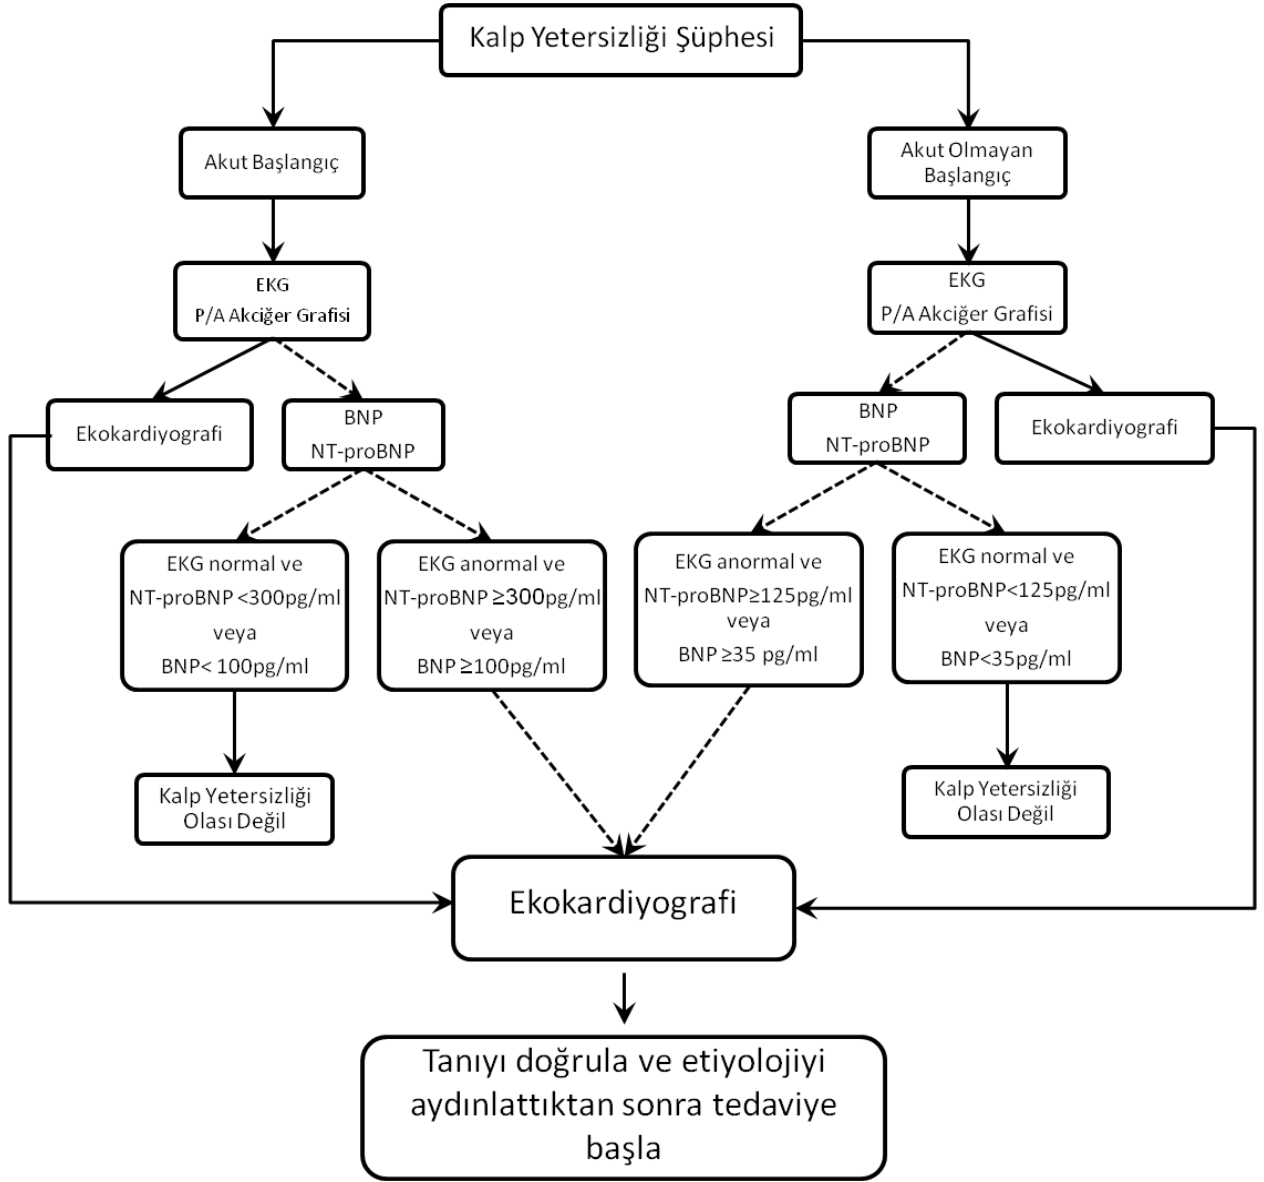 Kalp Yetersizliği Şüphesi
Akut Başlangıç
Akut Olmayan
Başlangıç
EKG
P/A Akciğer Grafisi
EKG
P/A Akciğer Grafisi
Ekokardiyografi
BNP
NT-proBNP
BNP
NT-proBNP
Ekokardiyografi
EKG normal ve
NT-proBNP <300pg/ml
veya
BNP< 100pg/ml
EKG anormal ve
NT-proBNP ≥300pg/ml
veya
BNP ≥100pg/ml
EKG anormal ve
NT-proBNP≥125pg/ml
veya
BNP ≥35 pg/ml
EKG normal ve
NT-proBNP<125pg/ml
veya
BNP<35pg/ml
Kalp Yetersizliği
Olası Değil
Kalp Yetersizliği
Olası Değil
Ekokardiyografi
Tanıyı doğrula ve etiyolojiyi
aydınlattıktan sonra tedaviye
başla